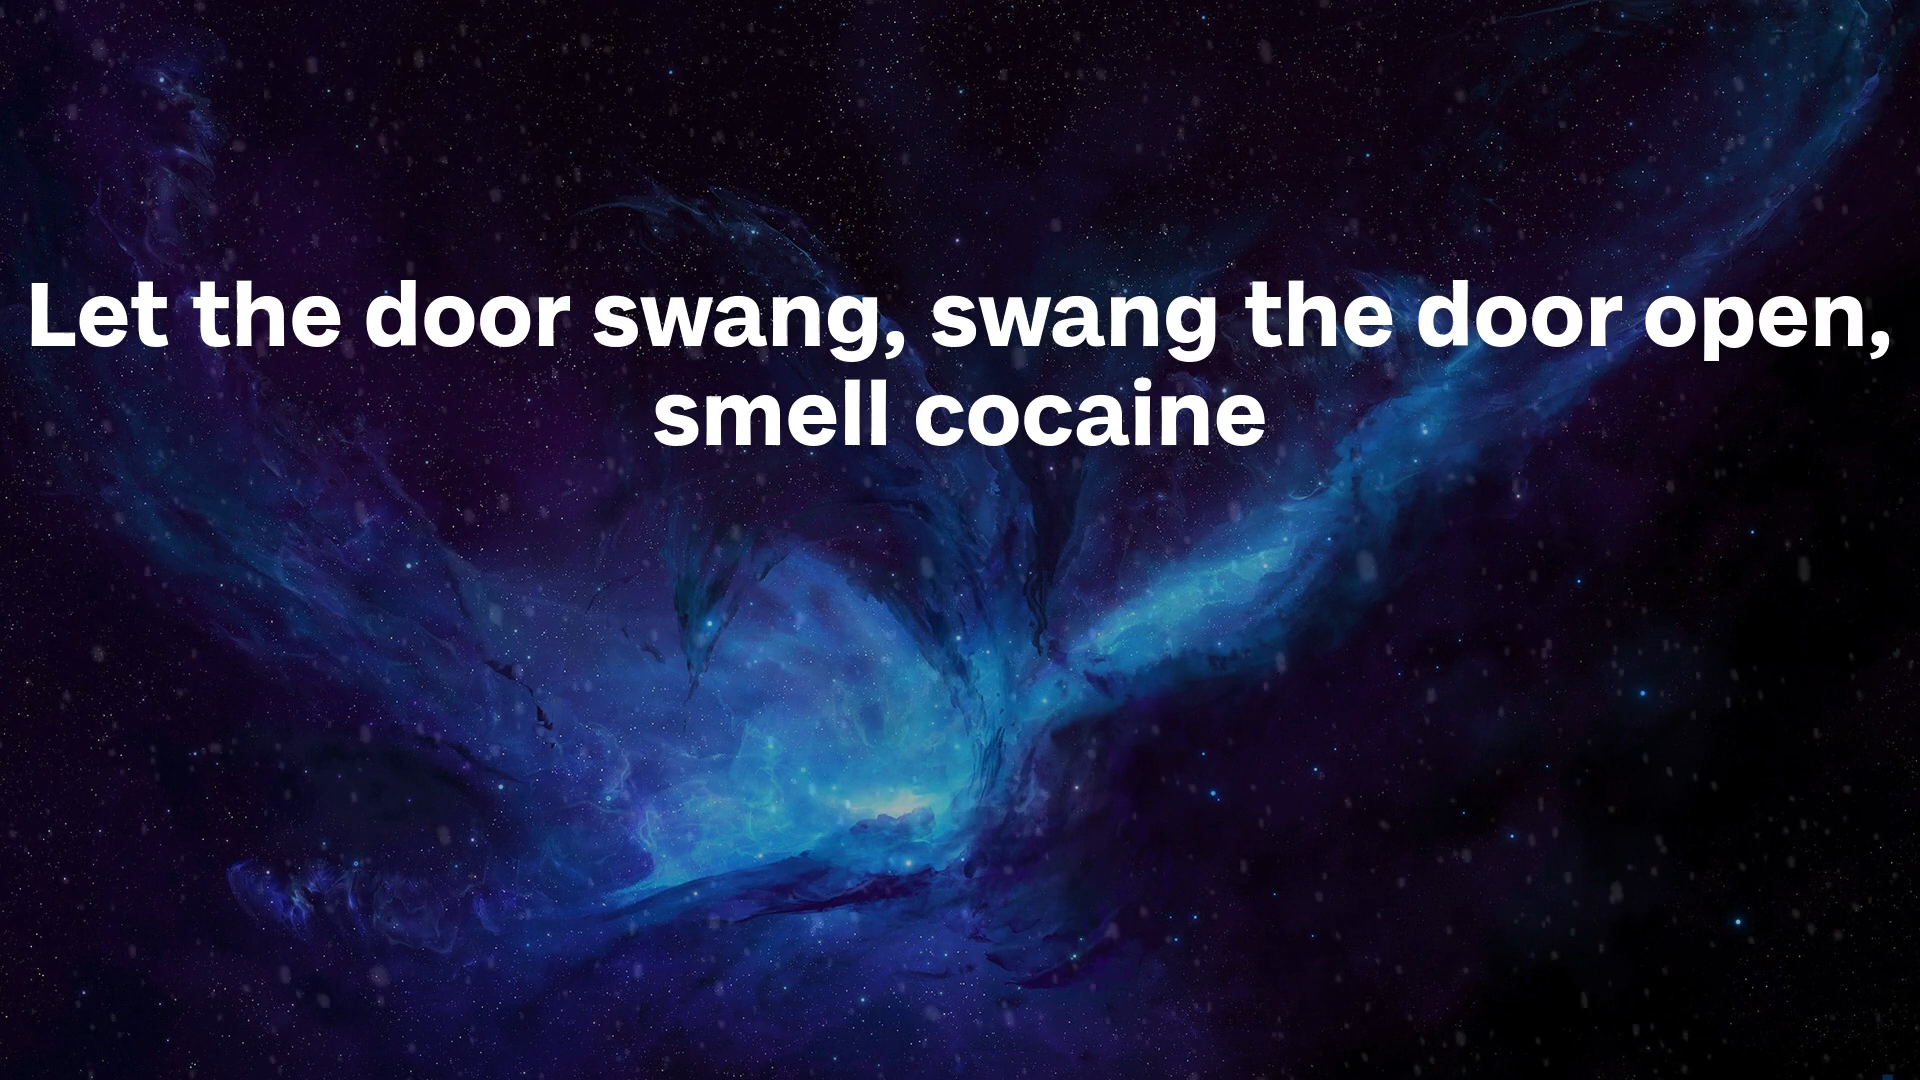 Let the door swang, swang the door open,
smell cocaine